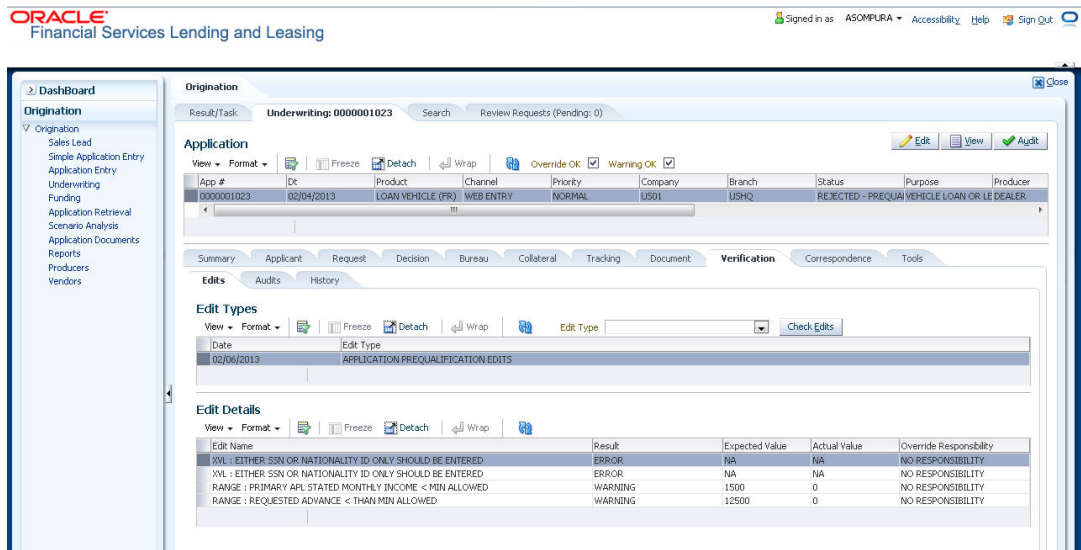 ORACLE®
Financial Services Lending and Leasing
Signed in as ASOMPURA Accessibility Help Sign Out
Close
DashBoard
Origination
Origination
Sales Lead
Simple Application Entry
Application Entry
Underwriting
Funding
Application Retrieval
Scenario Analysis
Application Documents
Reports
Producers
Vendors
Origination
Result/Task Underwriting: 0000001023 Search Review Requests (Pending: 0)
Application
Edit View Audit
View Format Freeze Detach Wrap Override OK Warning OK
App # Dt Product Channel Priority Company Branch Status Purpose Producer
0000001023 02/04/2013 LOAN VEHICLE (FR) WEB ENTRY NORMAL US01 USHQ REJECTED - PREQUAI VEHICLE LOAN OR LE DEALER
Summary Applicant Request Decision Bureau Collateral Tracking Document Verification Correspondence Tools
Edits Audits History
Edit Types
View Format Freeze Detach Wrap Edit Type Check Edits
Date Edit Type
02/06/2013 APPLICATION PREQUALIFICATION EDITS
Edit Details
View Format Freeze Detach Wrap
Edit Name Result Expected Value Actual Value Override Responsibility
XVL : EITHER SSN OR NATIONALITY ID ONLY SHOULD BE ENTERED ERROR NA NA NO RESPONSIBILITY
XVL : EITHER SSN OR NATIONALITY ID ONLY SHOULD BE ENTERED ERROR NA NA NO RESPONSIBILITY
RANGE : PRIMARY APL STATED MONTHLY INCOME < MIN ALLOWED WARNING 1500 0 NO RESPONSIBILITY
RANGE : REQUESTED ADVANCE < THAN MIN ALLOWED WARNING 12500 0 NO RESPONSIBILITY